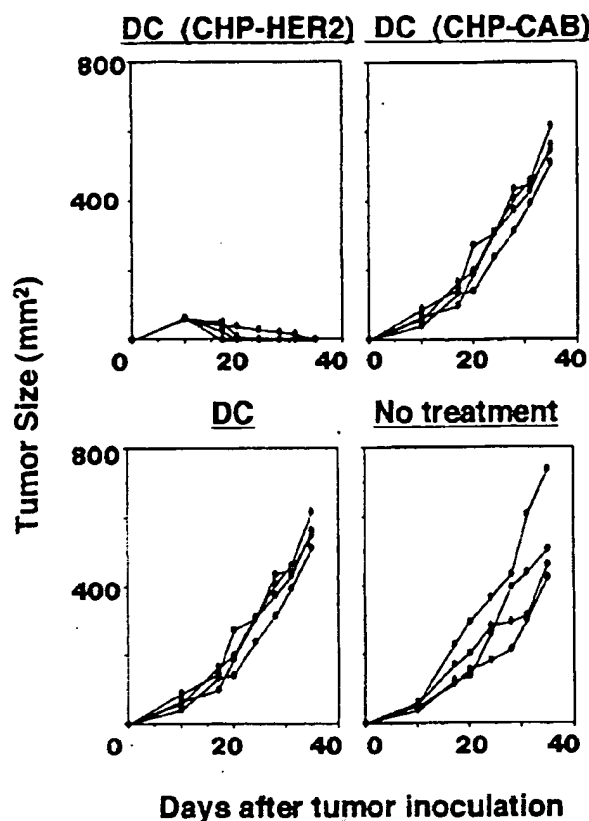 DC (CHP-HER2) DC (CHP-CAB)
800
400
0 20 40 0 20 40
Tumor Size (mm²)
DC No treatment
800
400
0 20 40 0 20 40
Days after tumor inoculation